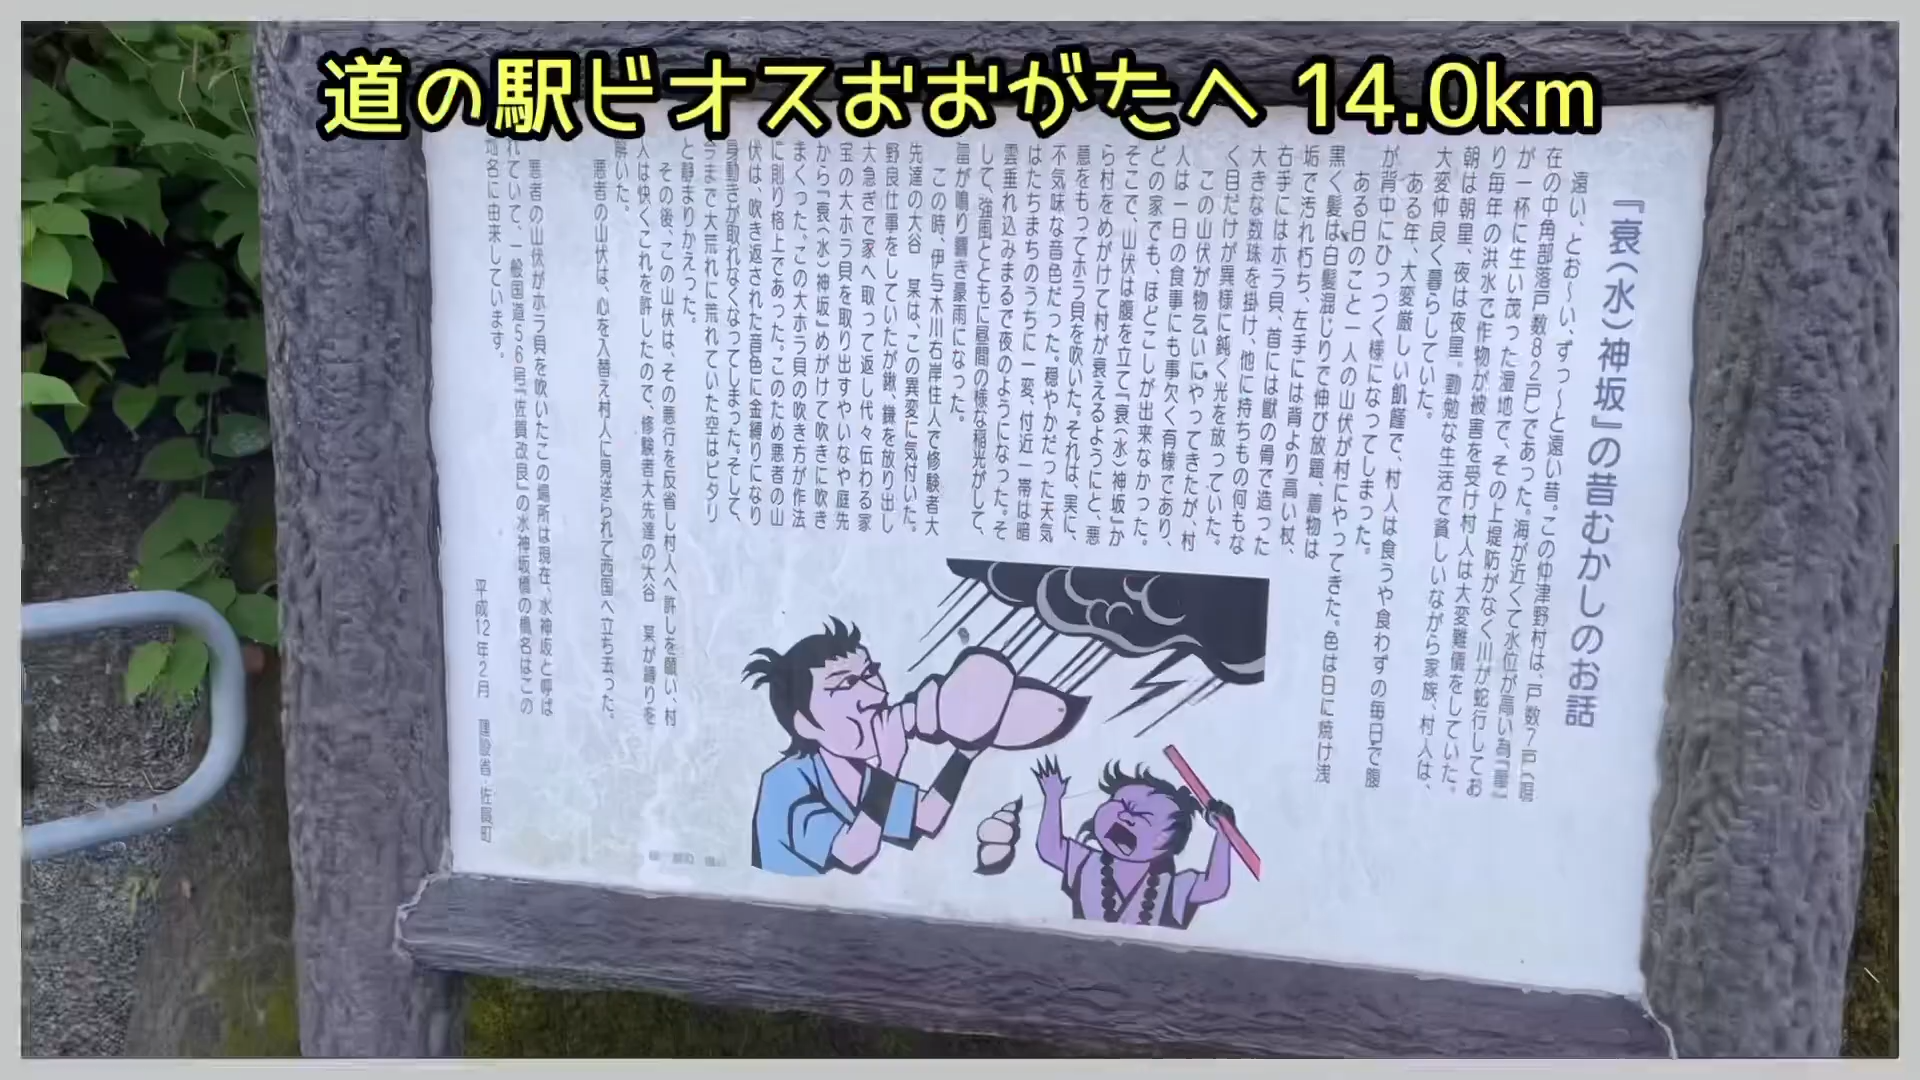 道の駅ビオスおおがたへ 14.0km
『衰(水)神坂』の昔むかしのお話
遠い、とお〜い、ずっ〜と遠い昔。この仲津野村は、戸数7戸(現
在の中角部落戸数82戸)であった。海が近くて水位が高い為『葦』
が一杯に生い茂った湿地で、その上堤防がなく川が蛇行してお
り毎年の洪水で作物が被害を受け村人は大変難儀をしていた。
朝は朝星、夜は夜星。勤勉な生活で貧しいながら家族、村人は、
大変仲良く暮らしていた。
ある年、大変厳しい飢饉で、村人は食うや食わずの毎日で腹
が背中にひっつく様になってしまった。
ある日のこと一人の山伏が村にやってきた。色は日に焼け浅
黒く髪は白髪混じりで伸び放題、着物は
垢で汚れ朽ち、左手には背より高い杖、
右手にはホラ貝、首には獣の骨で造った
大きな数珠を掛け、他に持ちもの何もな
く目だけが異様に鈍く光を放っていた。
この山伏が物乞いにやってきたが、村
人は一日の食事にも事欠く有様であり、
どの家でも、ほどこしが出来なかった。
そこで、山伏は腹を立て『衰(水)神坂』か
ら村をめがけて村が衰えるようにと、悪
意をもってホラ貝を吹いた。それは、実に、
不気味な音色だった。穏やかだった天気
はたちまちのうちに一変、付近一帯は暗
雲垂れ込みまるで夜のようになった。そ
して、強風とともに昼間の様な稲光がして、
雷が鳴り響き豪雨になった。
この時、伊与木川右岸住人で修験者大
先達の大谷 某は、この異変に気付いた。
野良仕事をしていたが鍬、鎌を放り出し
大急ぎで家へ取って返し代々伝わる家
宝の大ホラ貝を取り出すやいなや庭先
から『衰(水)神坂』めがけて吹きに吹き
まくった。この大ホラ貝の吹き方が作法
に則り格上であった。このため悪者の山
伏は、吹き返された音色に金縛りになり
身動きが取れなくなってしまった。そして、
今まで大荒れに荒れていた空はピタリ
と静まりかえった。
その後、この山伏は、その悪行を反省し村人へ許しを願い、村
人は快くこれを許したので、修験者大先達の大谷 某が縛りを
解いた。
悪者の山伏は、心を入替え村人に見送られて西国へ立ち去った。
悪者の山伏がホラ貝を吹いたこの場所は現在、水神坂と呼ば
れていて、一般国道56号『佐賀改良』の水神坂橋の橋名はこの
地名に由来しています。
平成12年2月 建設省・佐賀町